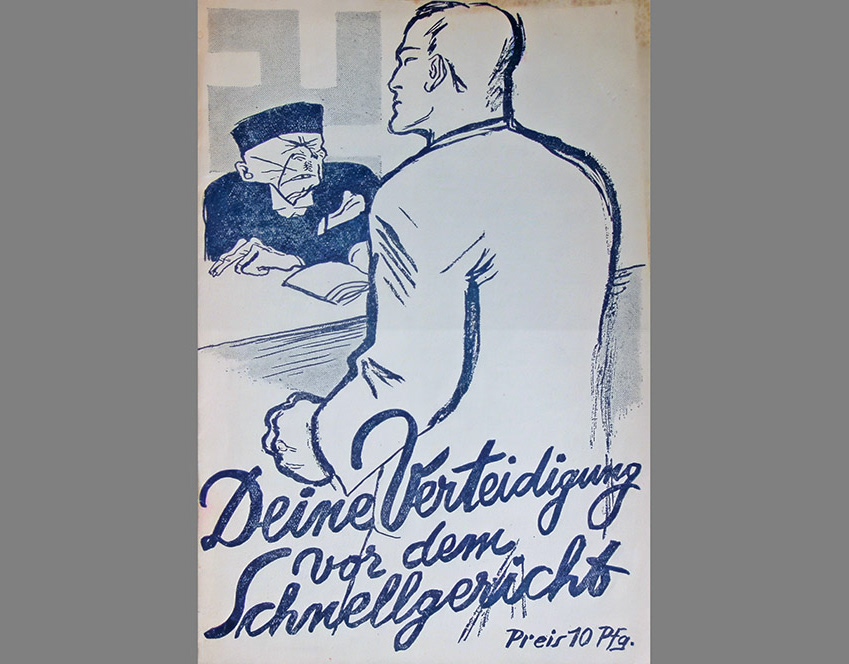 Deine Verteidigung
vor dem
Schnellgericht
Preis 10 Pfg.